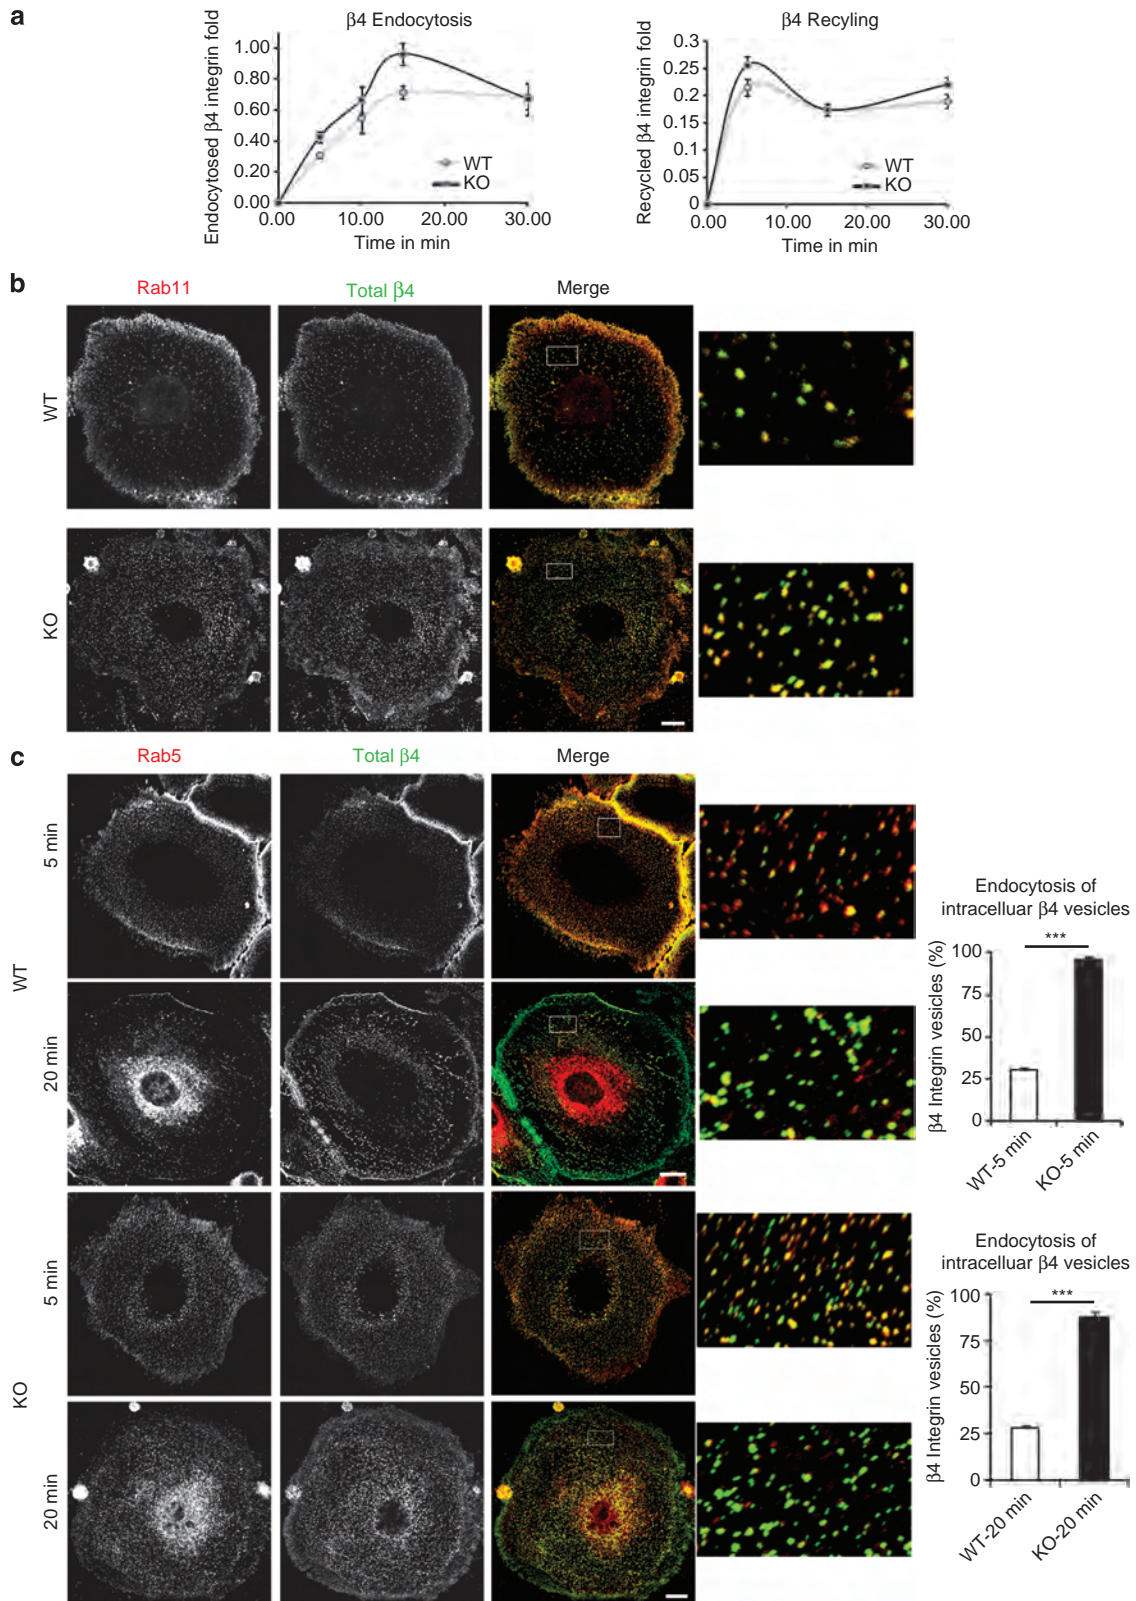 a
β4 Endocytosis
Endocytosed β4 integrin fold
1.00
0.80
0.60
0.40
0.20
0.00
WT
KO
0.00 10.00 20.00 30.00
Time in min
β4 Recyling
Recycled β4 integrin fold
0.3
0.25
0.2
0.15
0.1
0.05
0
WT
KO
0.00 10.00 20.00 30.00
Time in min
b
Rab11 Total β4 Merge
WT
KO
c
Rab5 Total β4 Merge
WT
5 min
20 min
KO
5 min
20 min
Endocytosis of
intracelluar β4 vesicles
β4 Integrin vesicles (%)
100
75
50
25
0
***
WT-5 min KO-5 min
Endocytosis of
intracelluar β4 vesicles
β4 Integrin vesicles (%)
100
75
50
25
0
***
WT-20 min KO-20 min